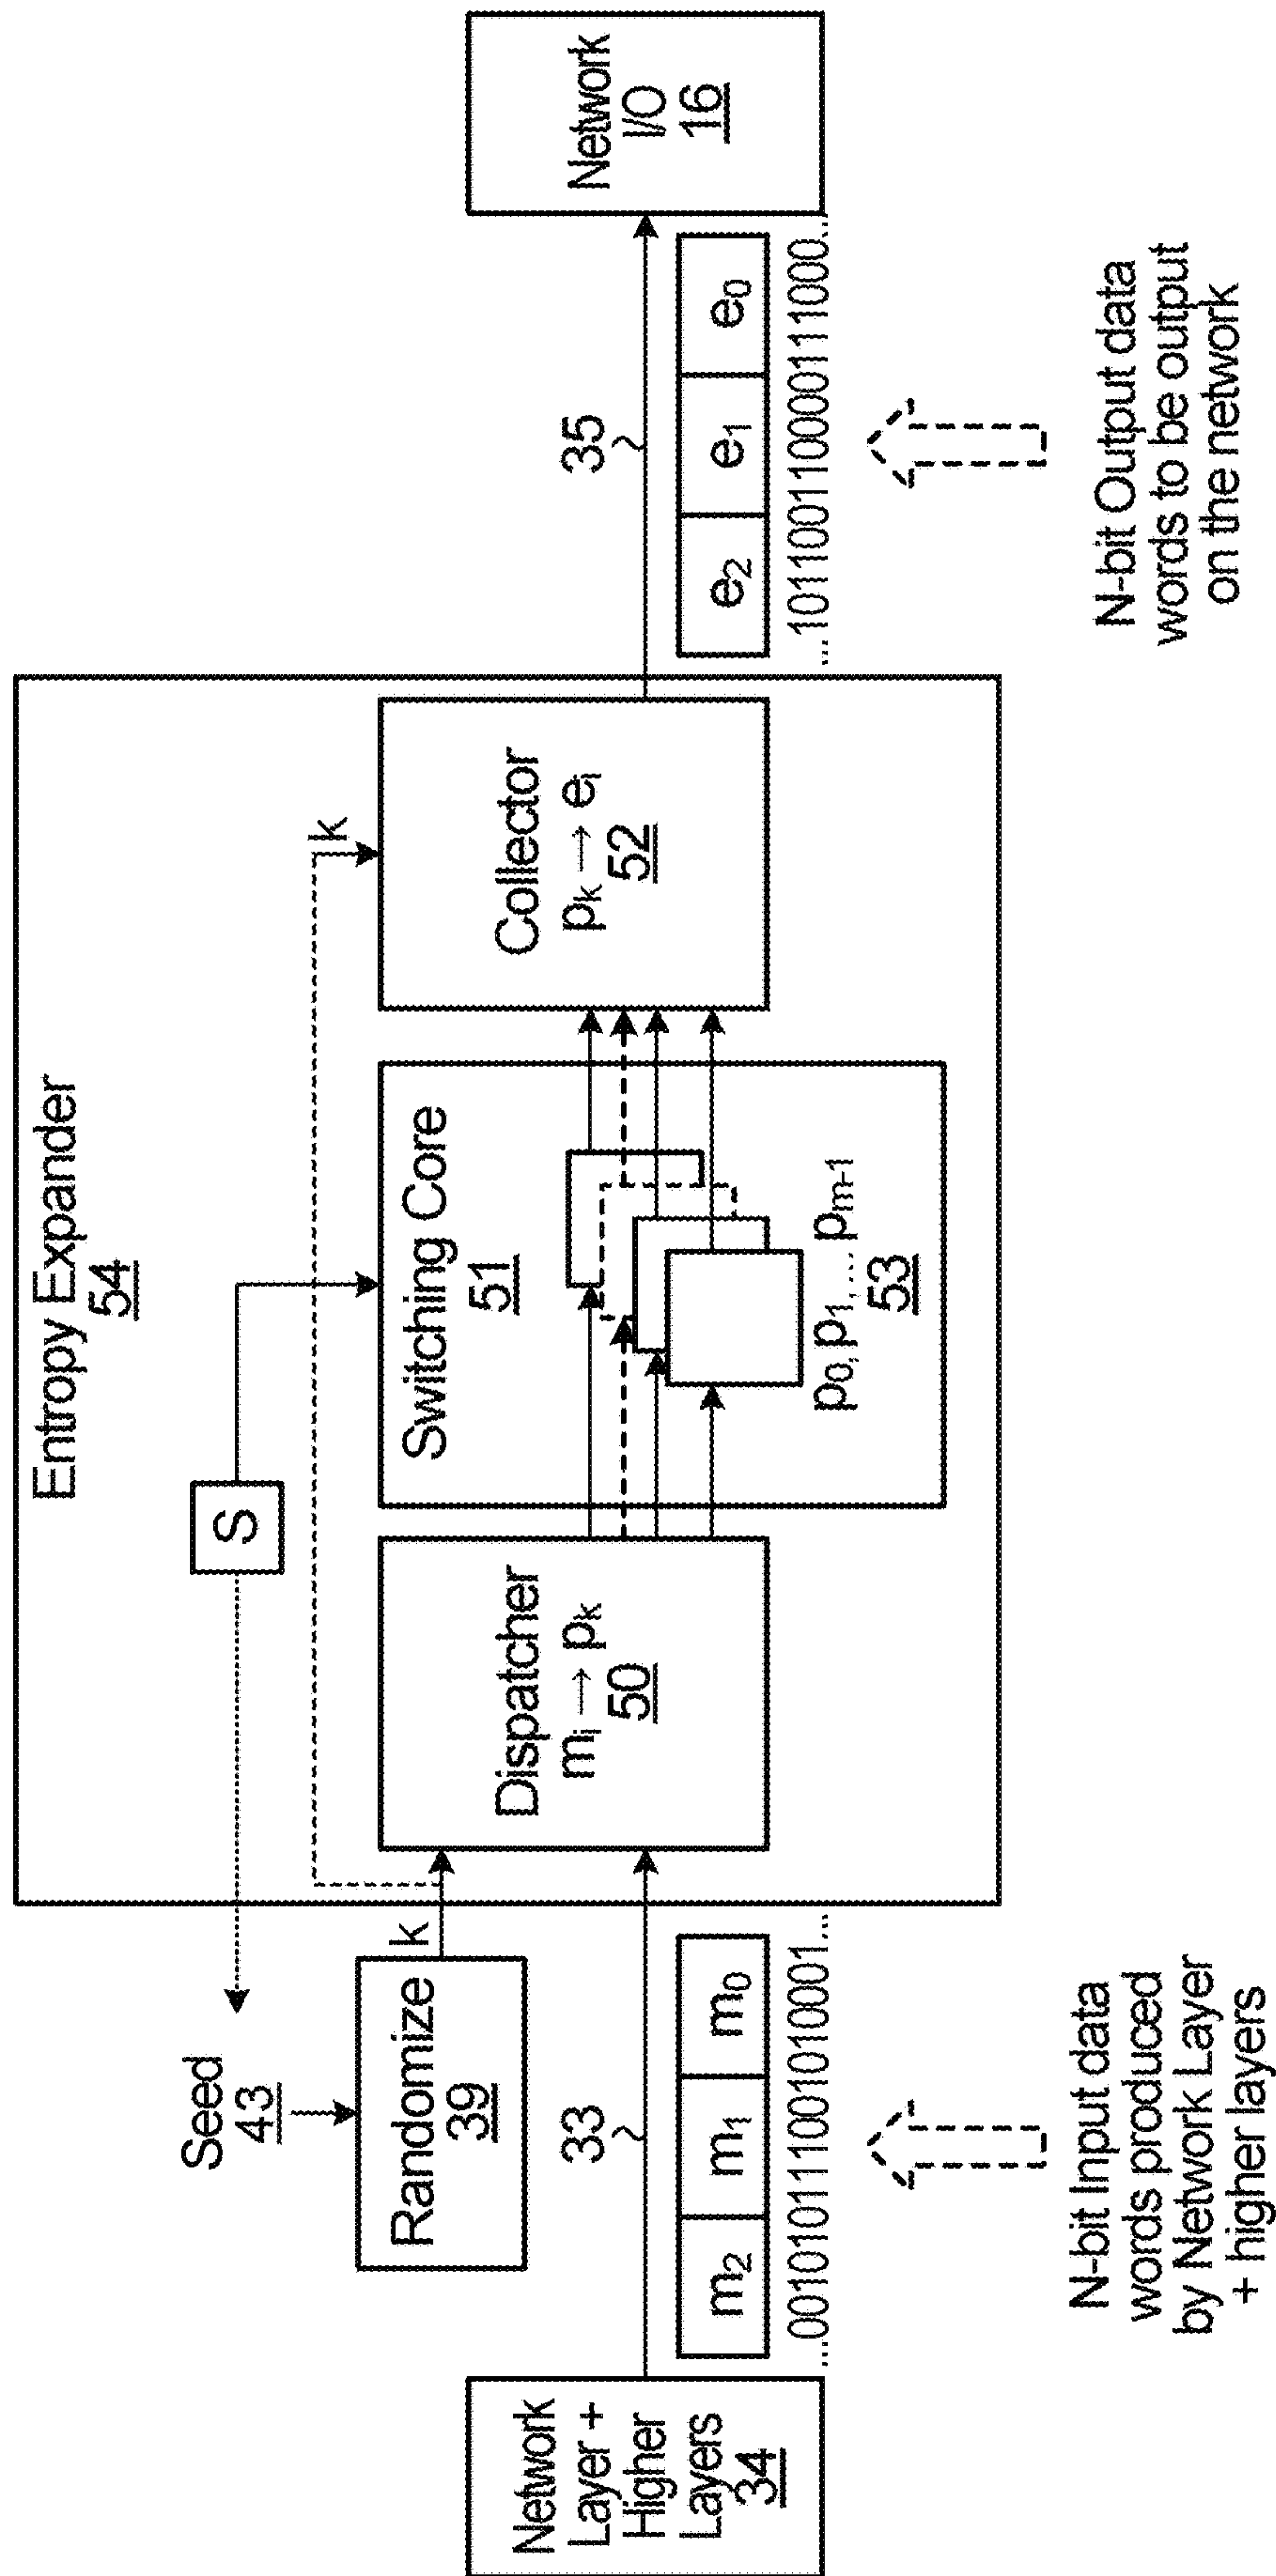 Entropy Expander
54
S
Seed
43
k
k
Randomize
39
Dispatcher
mᵢ → pₖ
50
Switching Core
51
p₀, p₁,... pₘ₋₁
53
Collector
pₖ → eᵢ
52
Network
Layer +
Higher
Layers
34
33
m₂ m₁ m₀
...0010101110010100001...
N-bit Input data
words produced
by Network Layer
+ higher layers
35
e₂ e₁ e₀
...101100110000111000...
N-bit Output data
words to be output
on the network
Network
I/O
16